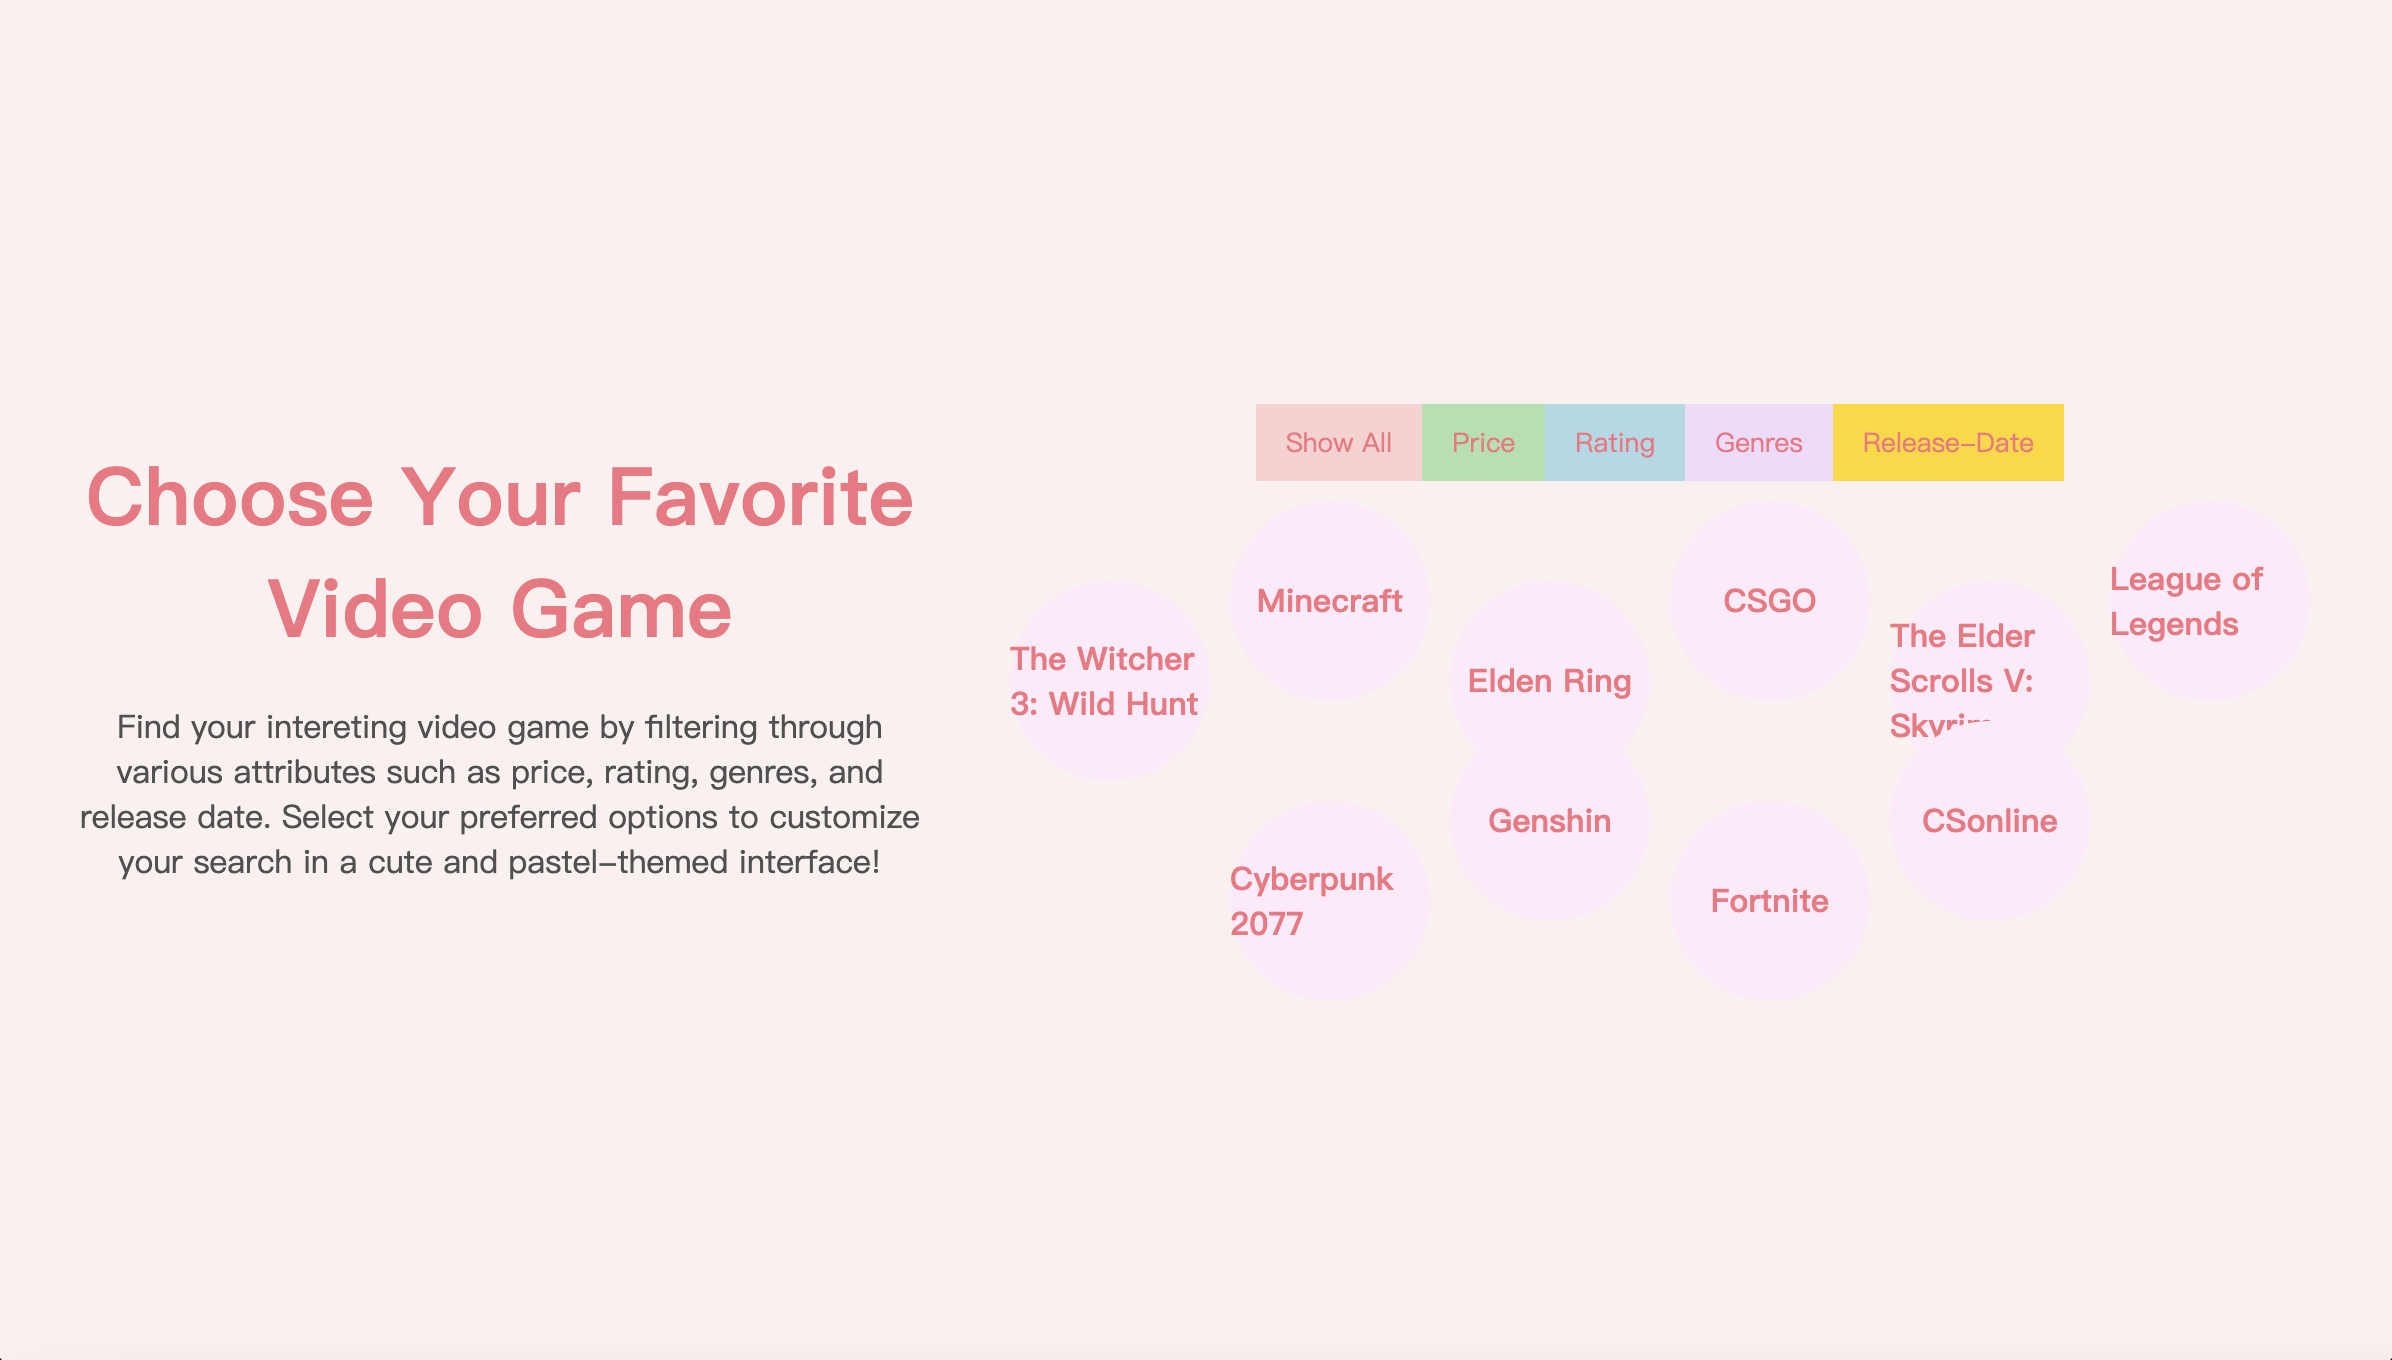 Choose Your Favorite
Video Game
Find your intereting video game by filtering through
various attributes such as price, rating, genres, and
release date. Select your preferred options to customize
your search in a cute and pastel-themed interface!
Show All
Price
Rating
Genres
Release-Date
The Witcher
3: Wild Hunt
Minecraft
Elden Ring
CSGO
The Elder
Scrolls V:
Skyrim
League of
Legends
Cyberpunk
2077
Genshin
Fortnite
CSonline